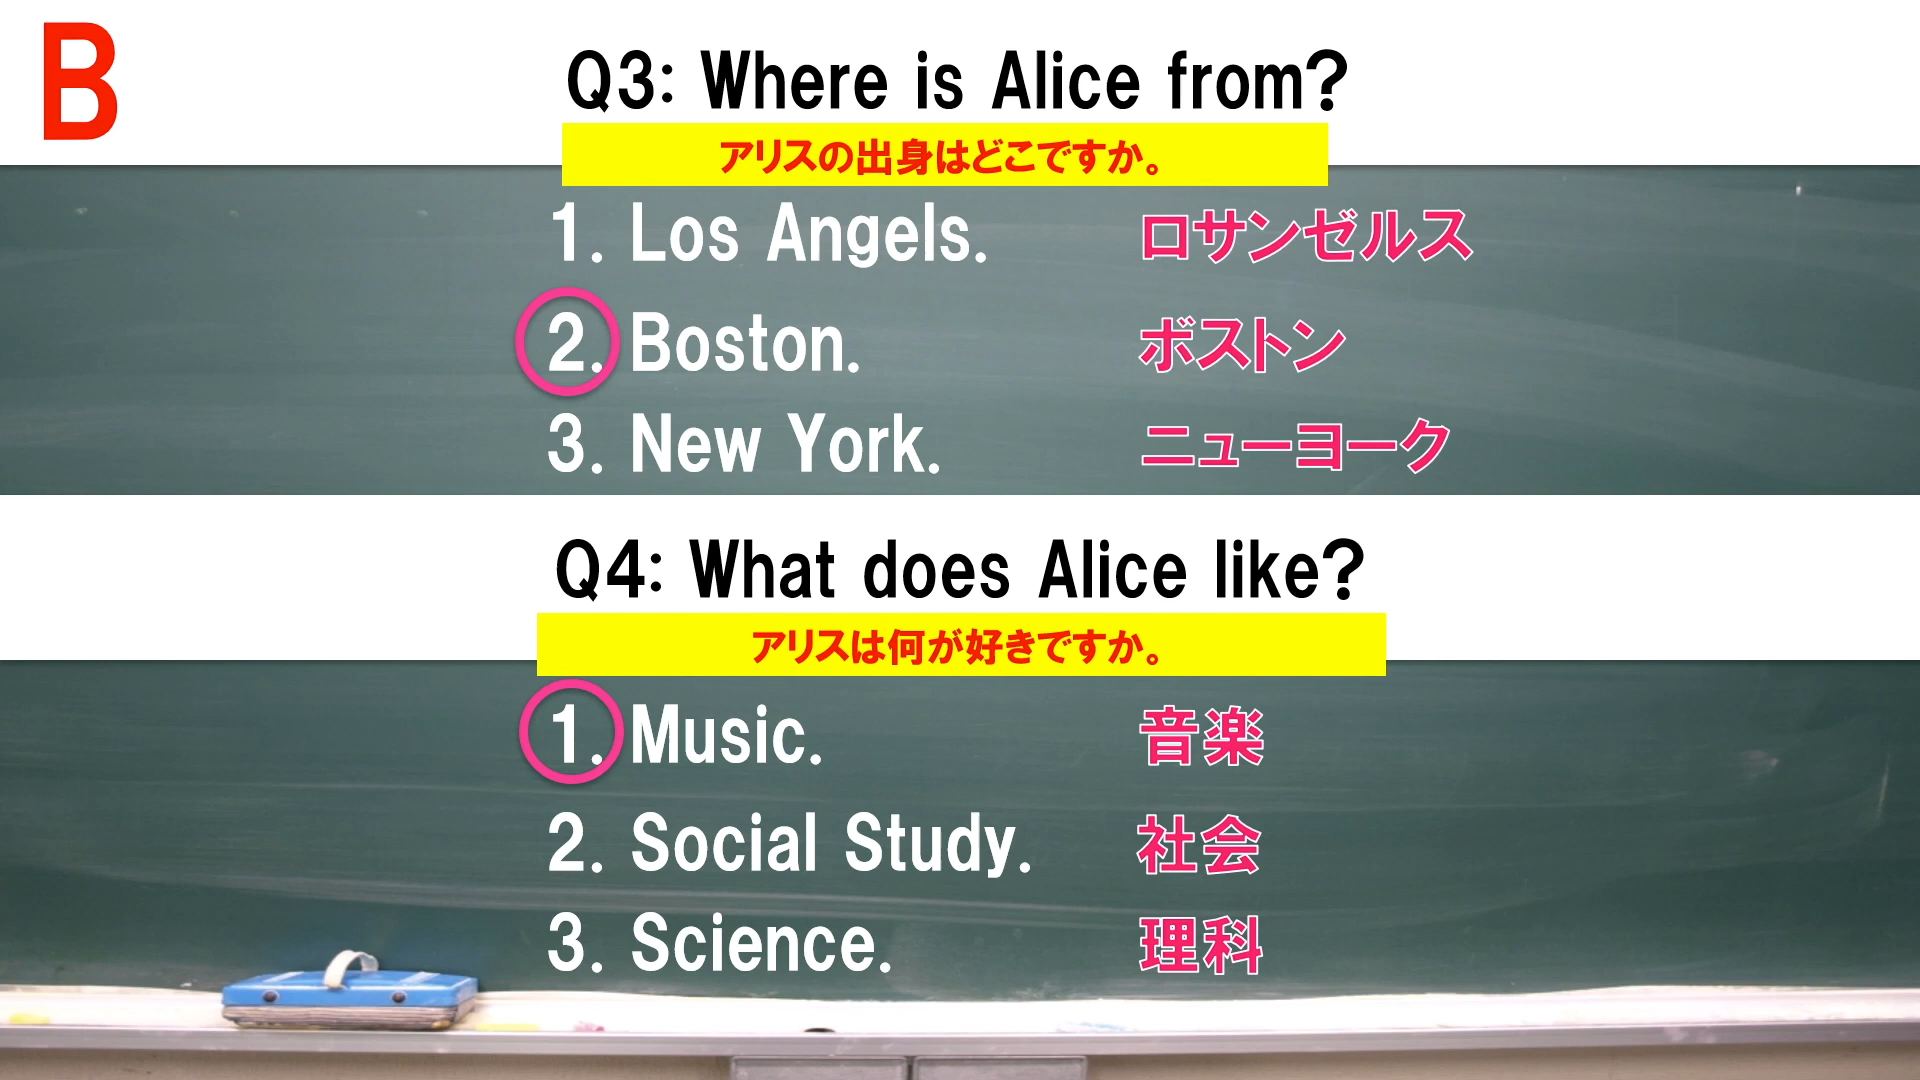 B
Q3: Where is Alice from?
アリスの出身はどこですか。
1. Los Angels. ロサンゼルス
2. Boston. ボストン
3. New York. ニューヨーク
Q4: What does Alice like?
アリスは何が好きですか。
1. Music. 音楽
2. Social Study. 社会
3. Science. 理科